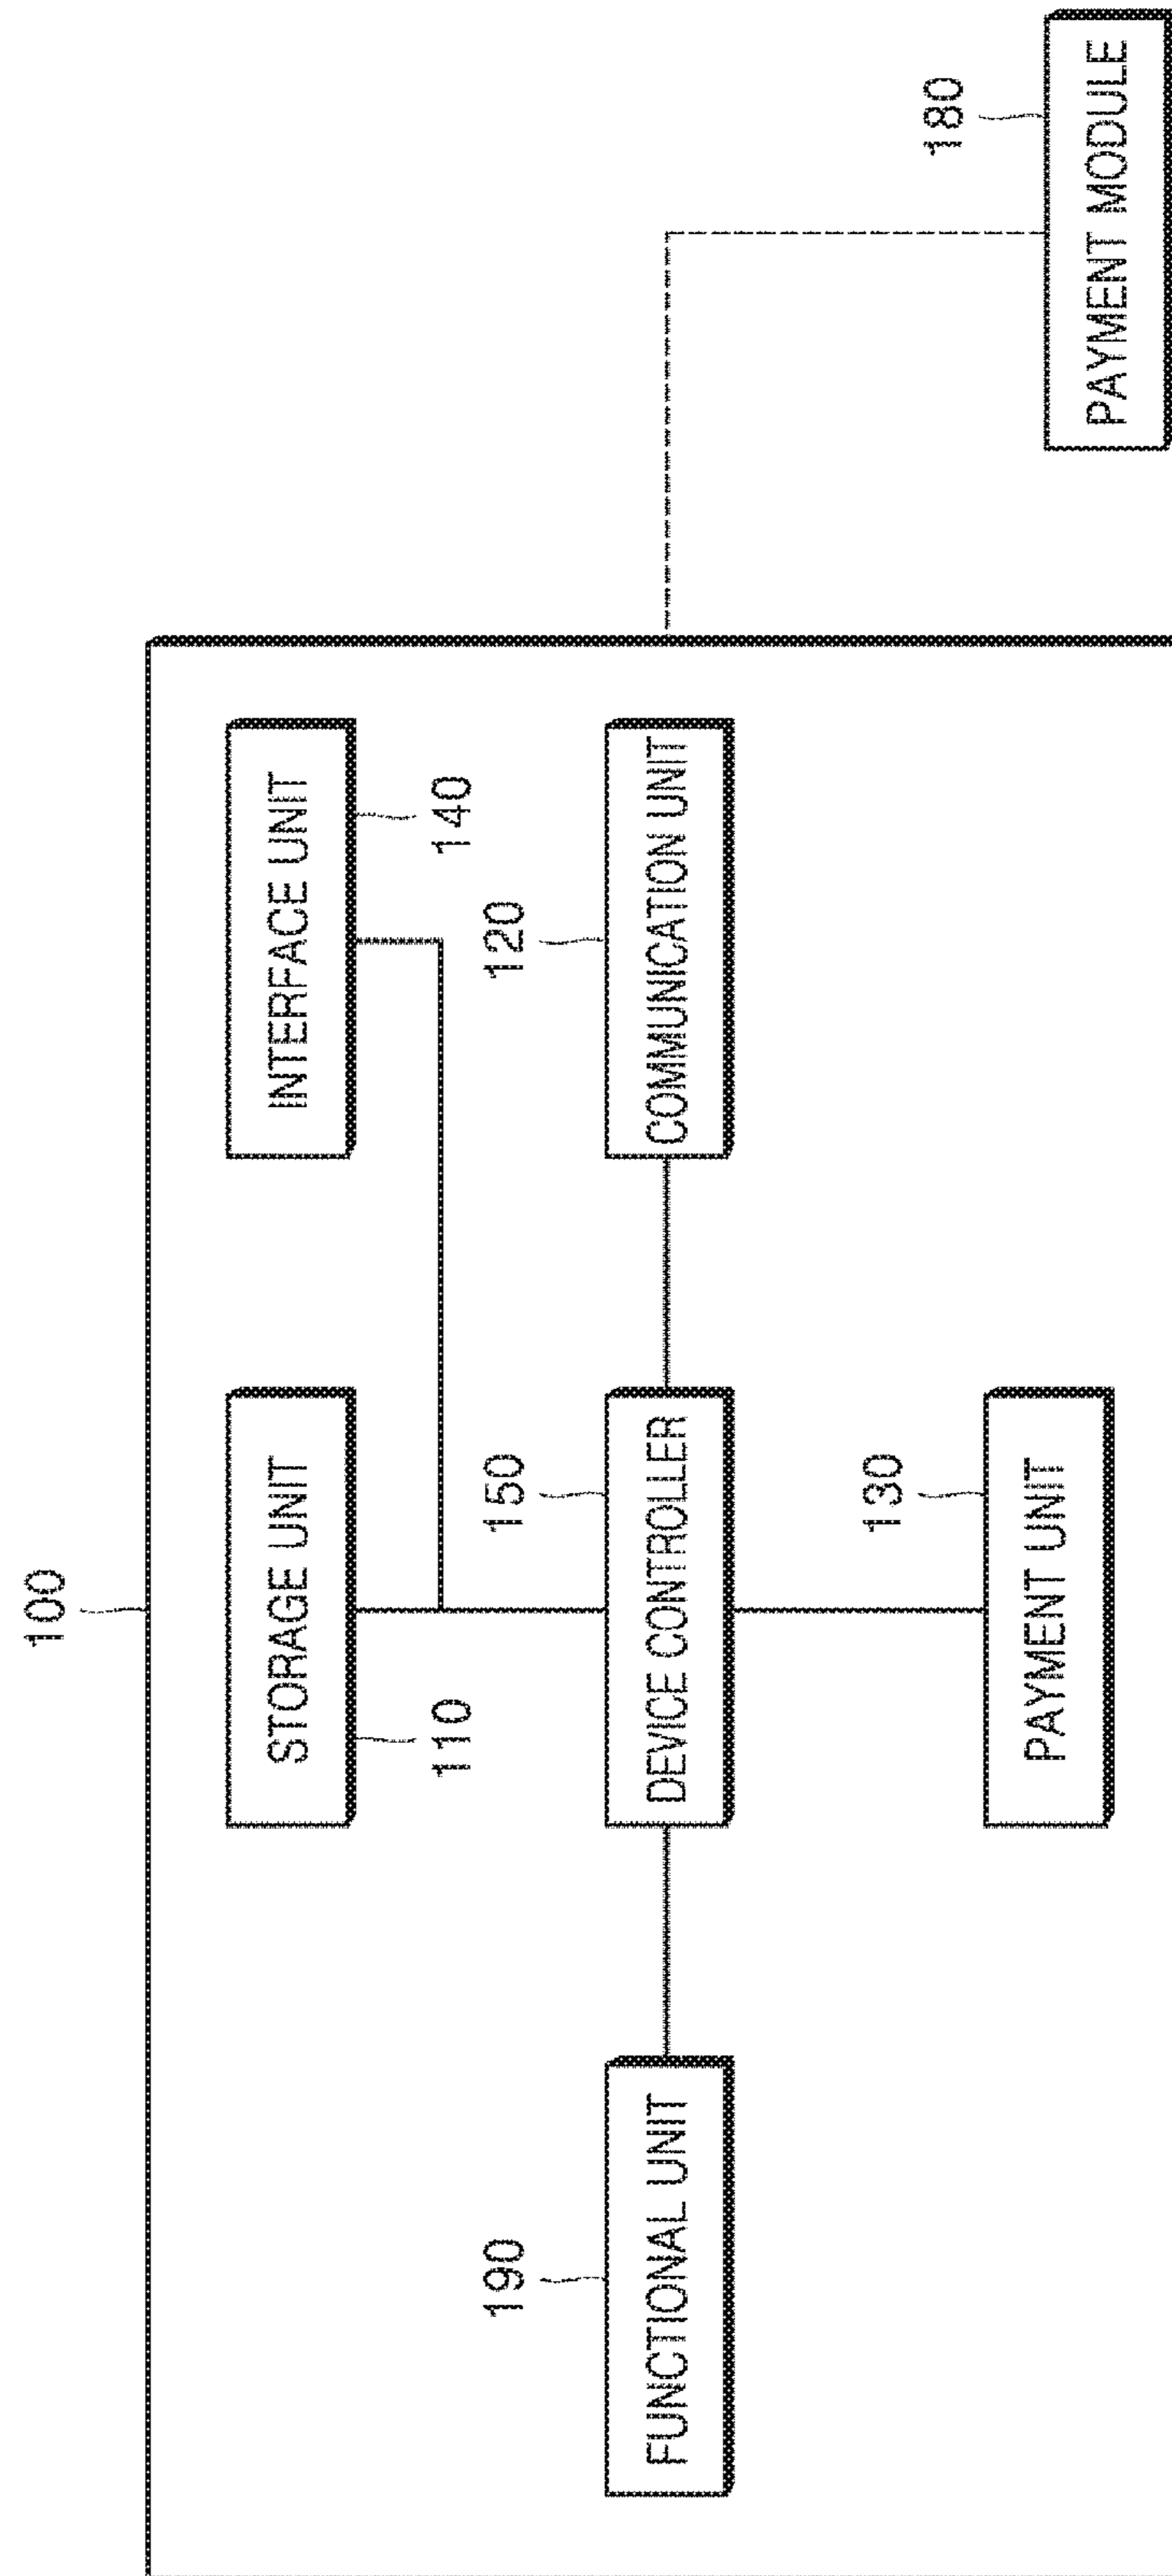 100
STORAGE UNIT
INTERFACE UNIT
110
140
190
150
120
FUNCTIONAL UNIT
DEVICE CONTROLLER
COMMUNICATION UNIT
130
180
PAYMENT UNIT
PAYMENT MODULE